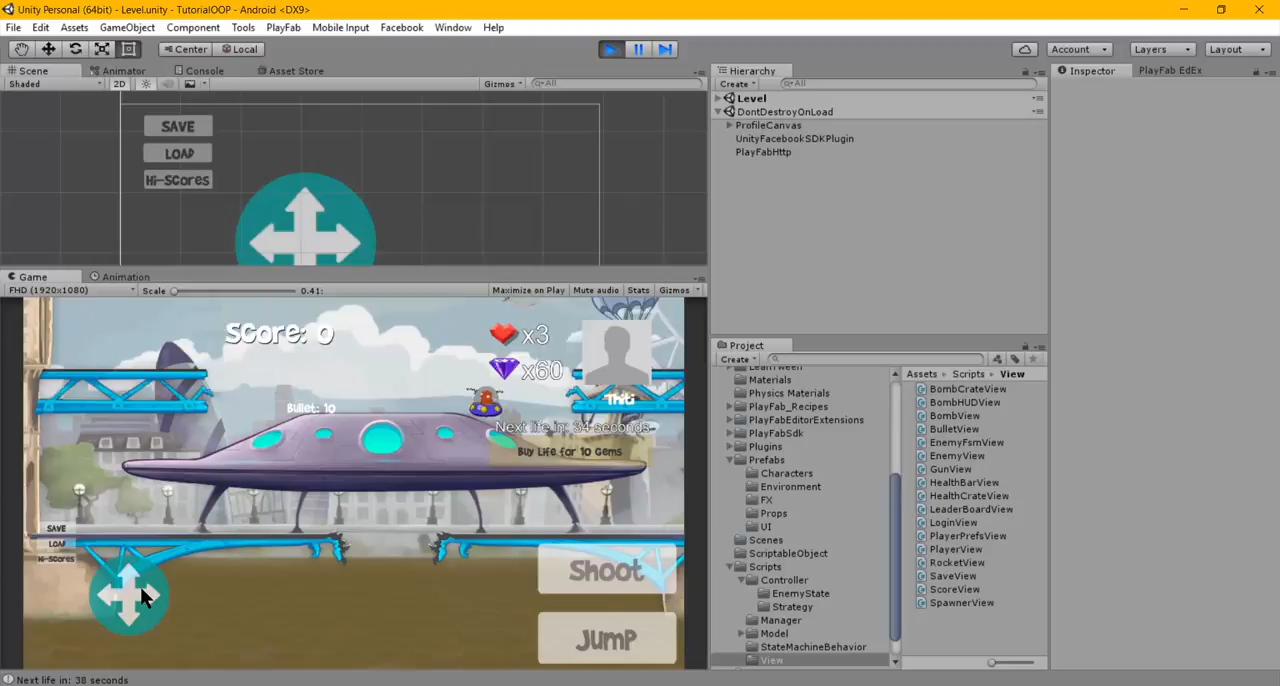 Unity Personal (64bit) - Level.unity - TutorialOOP - Android <DX9>
File Edit Assets GameObject Component Tools PlayFab Mobile Input Facebook Window Help
Center Local Account Layers Layout
Scene Animator Console Asset Store
Shaded 2D Gizmos All
SAVE
LOAD
Hi-Scores
Game Animation
FHD (1920x1080) Scale 0.41: Maximize on Play Mute audio Stats Gizmos
Score: 0
x3
x60
Bullet: 10
Thiti
Next life in: 34 seconds
Buy Life for 10 Gems
SAVE
LOAD
Hi-Scores
Shoot
Jump
Next life in: 38 seconds
Hierarchy
Create All
Level
DontDestroyOnLoad
ProfileCanvas
UnityFacebookSDKPlugin
PlayFabHttp
Project
Create
LeanTween
Materials
Physics Materials
PlayFab_Recipes
PlayFabEditorExtensions
PlayFabSdk
Plugins
Prefabs
Characters
Environment
FX
Props
UI
Scenes
ScriptableObject
Scripts
Controller
EnemyState
Strategy
Manager
Model
StateMachineBehavior
View
Assets Scripts View
BombCrateView
BombHUDView
BombView
BulletView
EnemyFsmView
EnemyView
GunView
HealthBarView
HealthCrateView
LeaderBoardView
LoginView
PlayerPrefsView
PlayerView
RocketView
SaveView
ScoreView
SpawnerView
Inspector PlayFab EdEx